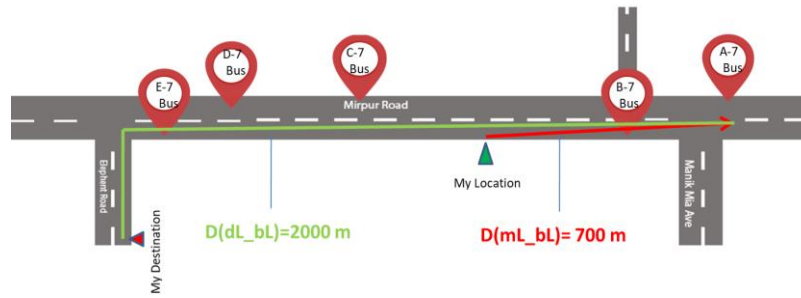 E-7
Bus
D-7
Bus
C-7
Bus
B-7
Bus
A-7
Bus
Mirpur Road
Elephent Road
My Location
Manik Mia Ave
My Destination
D(dL_bL)=2000 m
D(mL_bL)= 700 m